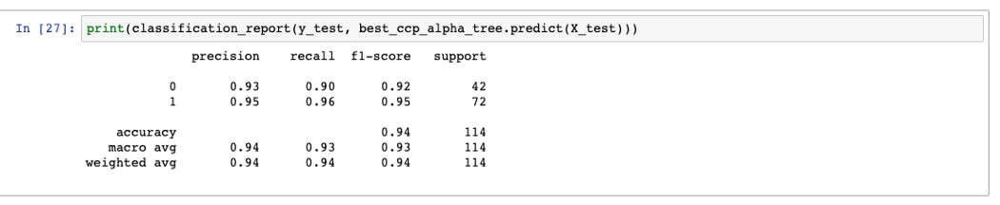 In [27]: print(classification_report(y_test, best_ccp_alpha_tree.predict(X_test)))
precision recall f1-score support
0 0.93 0.90 0.92 42
1 0.95 0.96 0.95 72
accuracy 0.94 114
macro avg 0.94 0.93 0.93 114
weighted avg 0.94 0.94 0.94 114